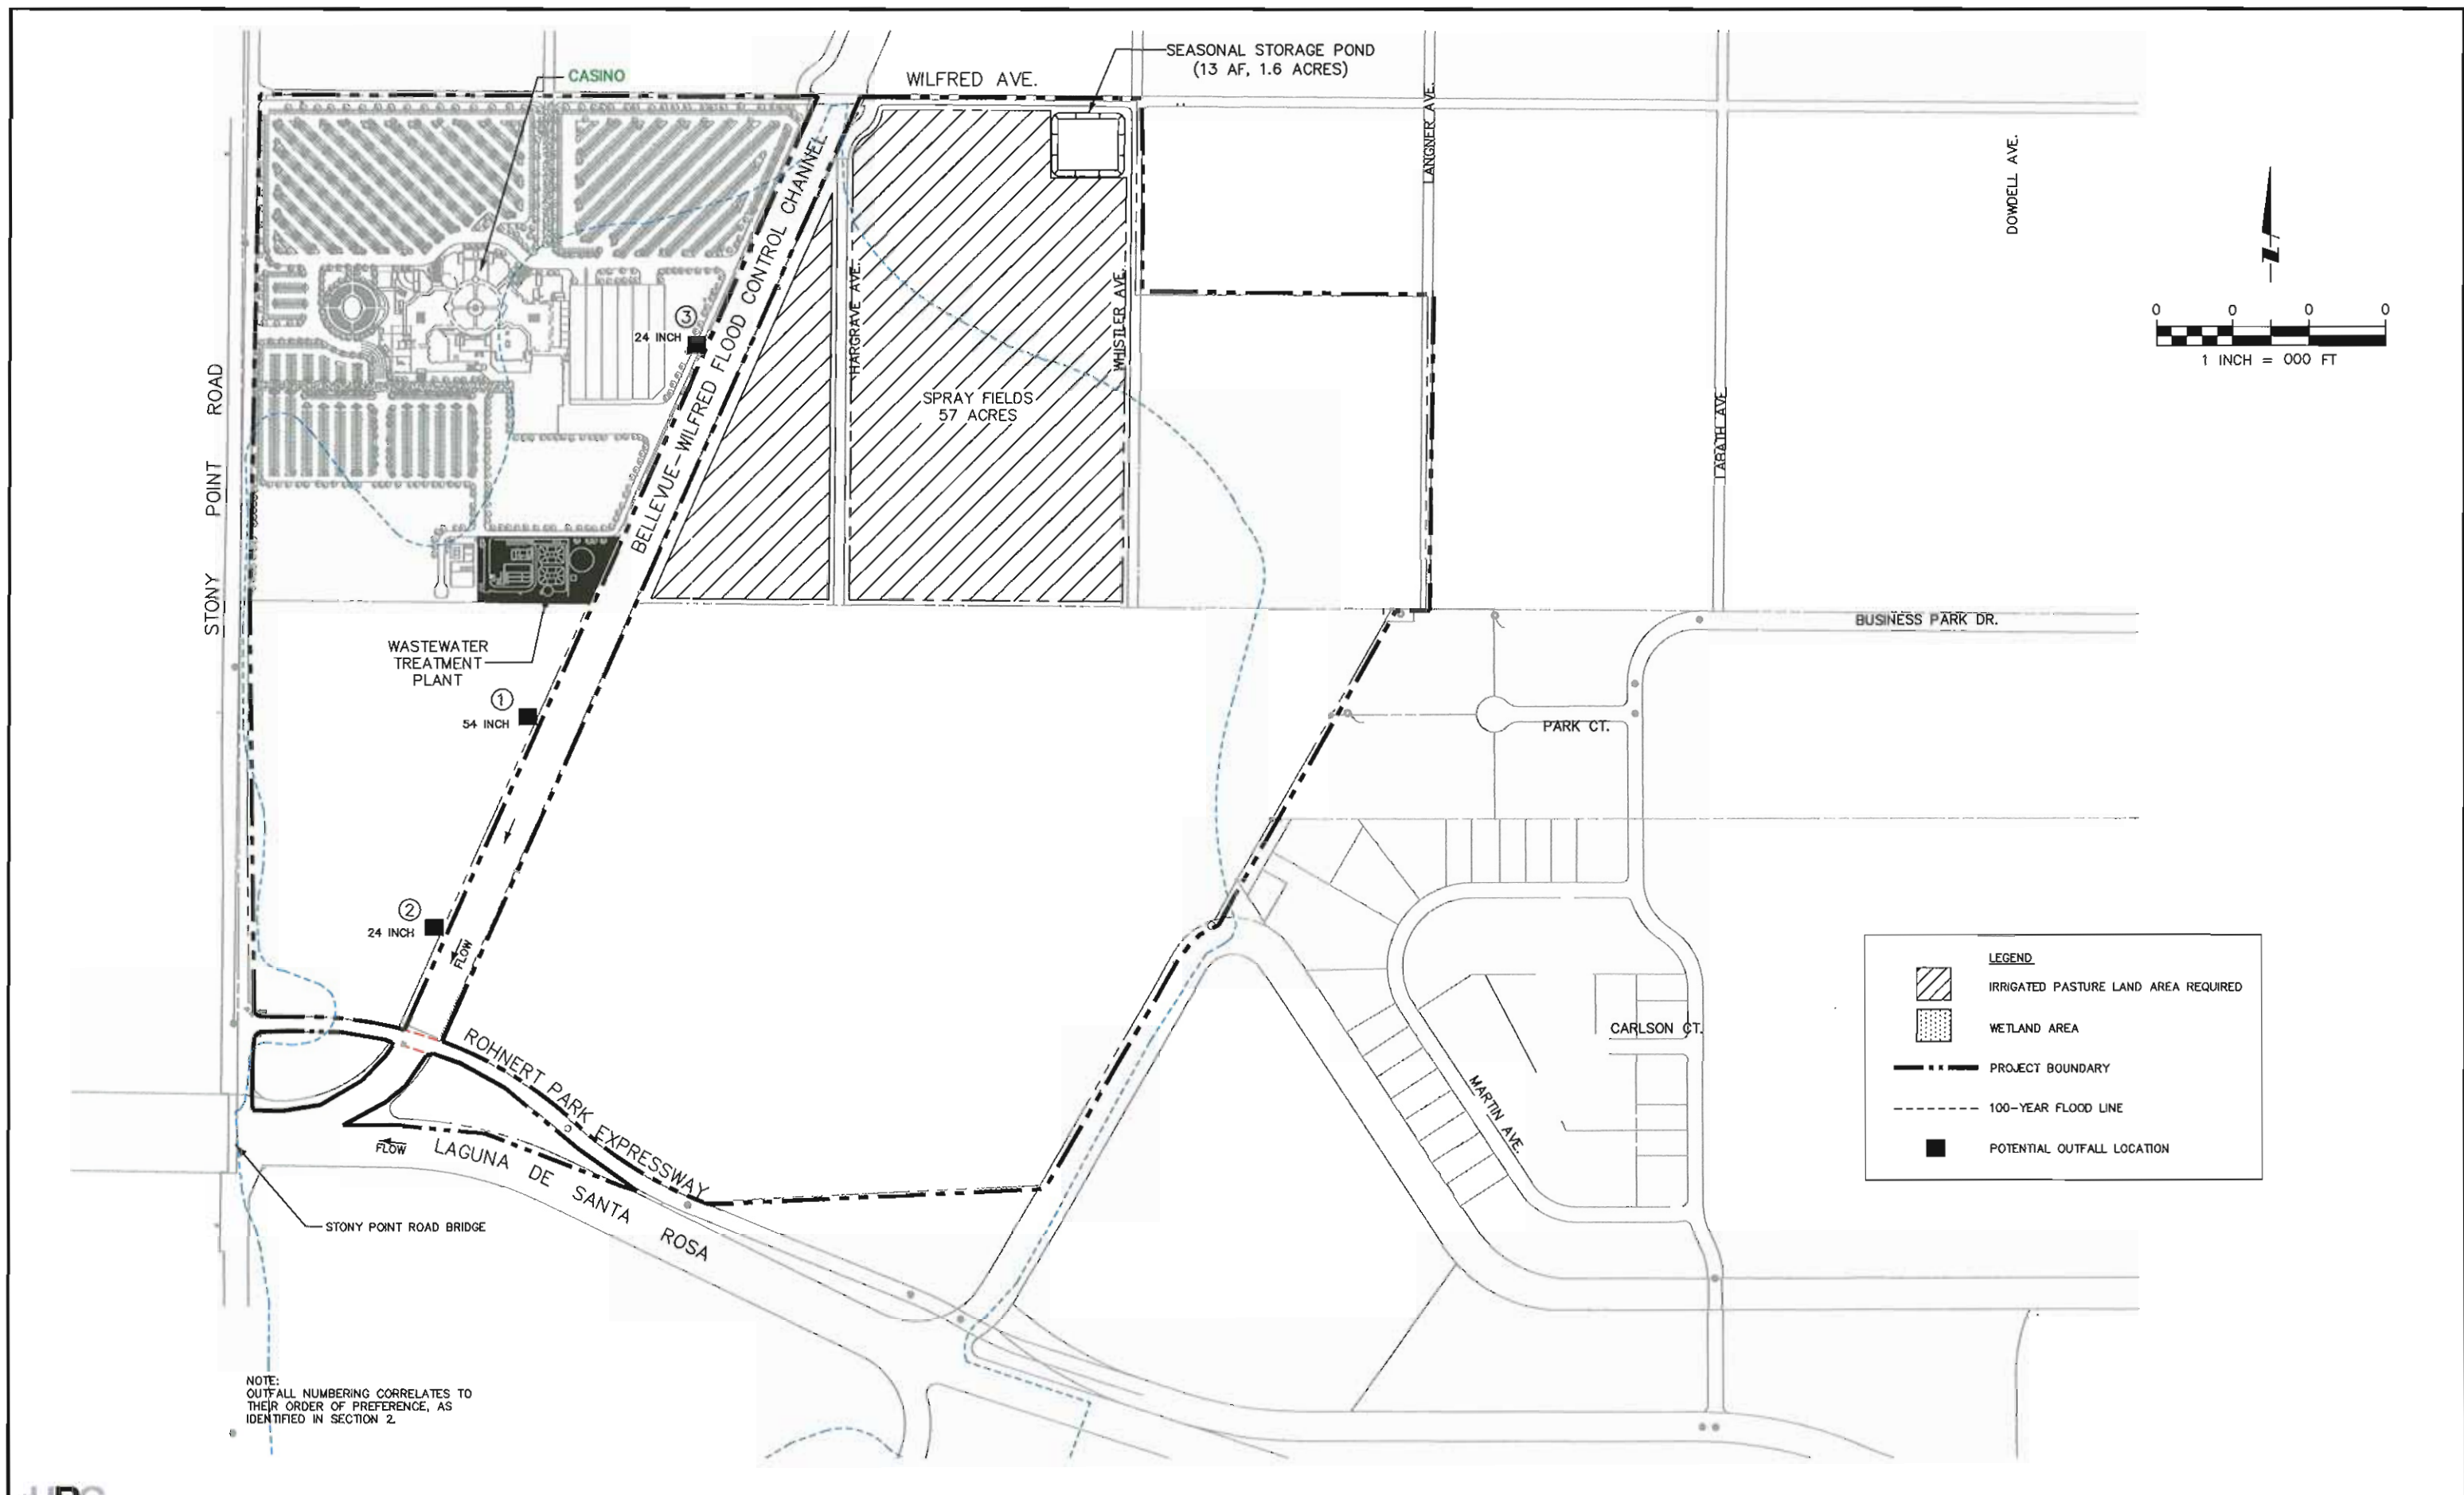 CASINO
WILFRED AVE.
SEASONAL STORAGE POND
(13 AF, 1.6 ACRES)
LANGNER AVE.
DOWDELL AVE.
BELLEVUE-WILFRED FLOOD CONTROL CHANNEL
HARGRAVE AVE.
WHISTLER AVE.
N
0 0 0 0
1 INCH = 000 FT
3
24 INCH
SPRAY FIELDS
57 ACRES
STONY POINT ROAD
LABATH AVE
BUSINESS PARK DR.
WASTEWATER
TREATMENT
PLANT
1
54 INCH
PARK CT.
2
24 INCH
FLOW
LEGEND
IRRIGATED PASTURE LAND AREA REQUIRED
WETLAND AREA
PROJECT BOUNDARY
100-YEAR FLOOD LINE
POTENTIAL OUTFALL LOCATION
CARLSON CT.
MARTIN AVE.
ROHNERT PARK EXPRESSWAY
FLOW
LAGUNA DE SANTA ROSA
STONY POINT ROAD BRIDGE
NOTE:
OUTFALL NUMBERING CORRELATES TO
THEIR ORDER OF PREFERENCE, AS
IDENTIFIED IN SECTION 2.